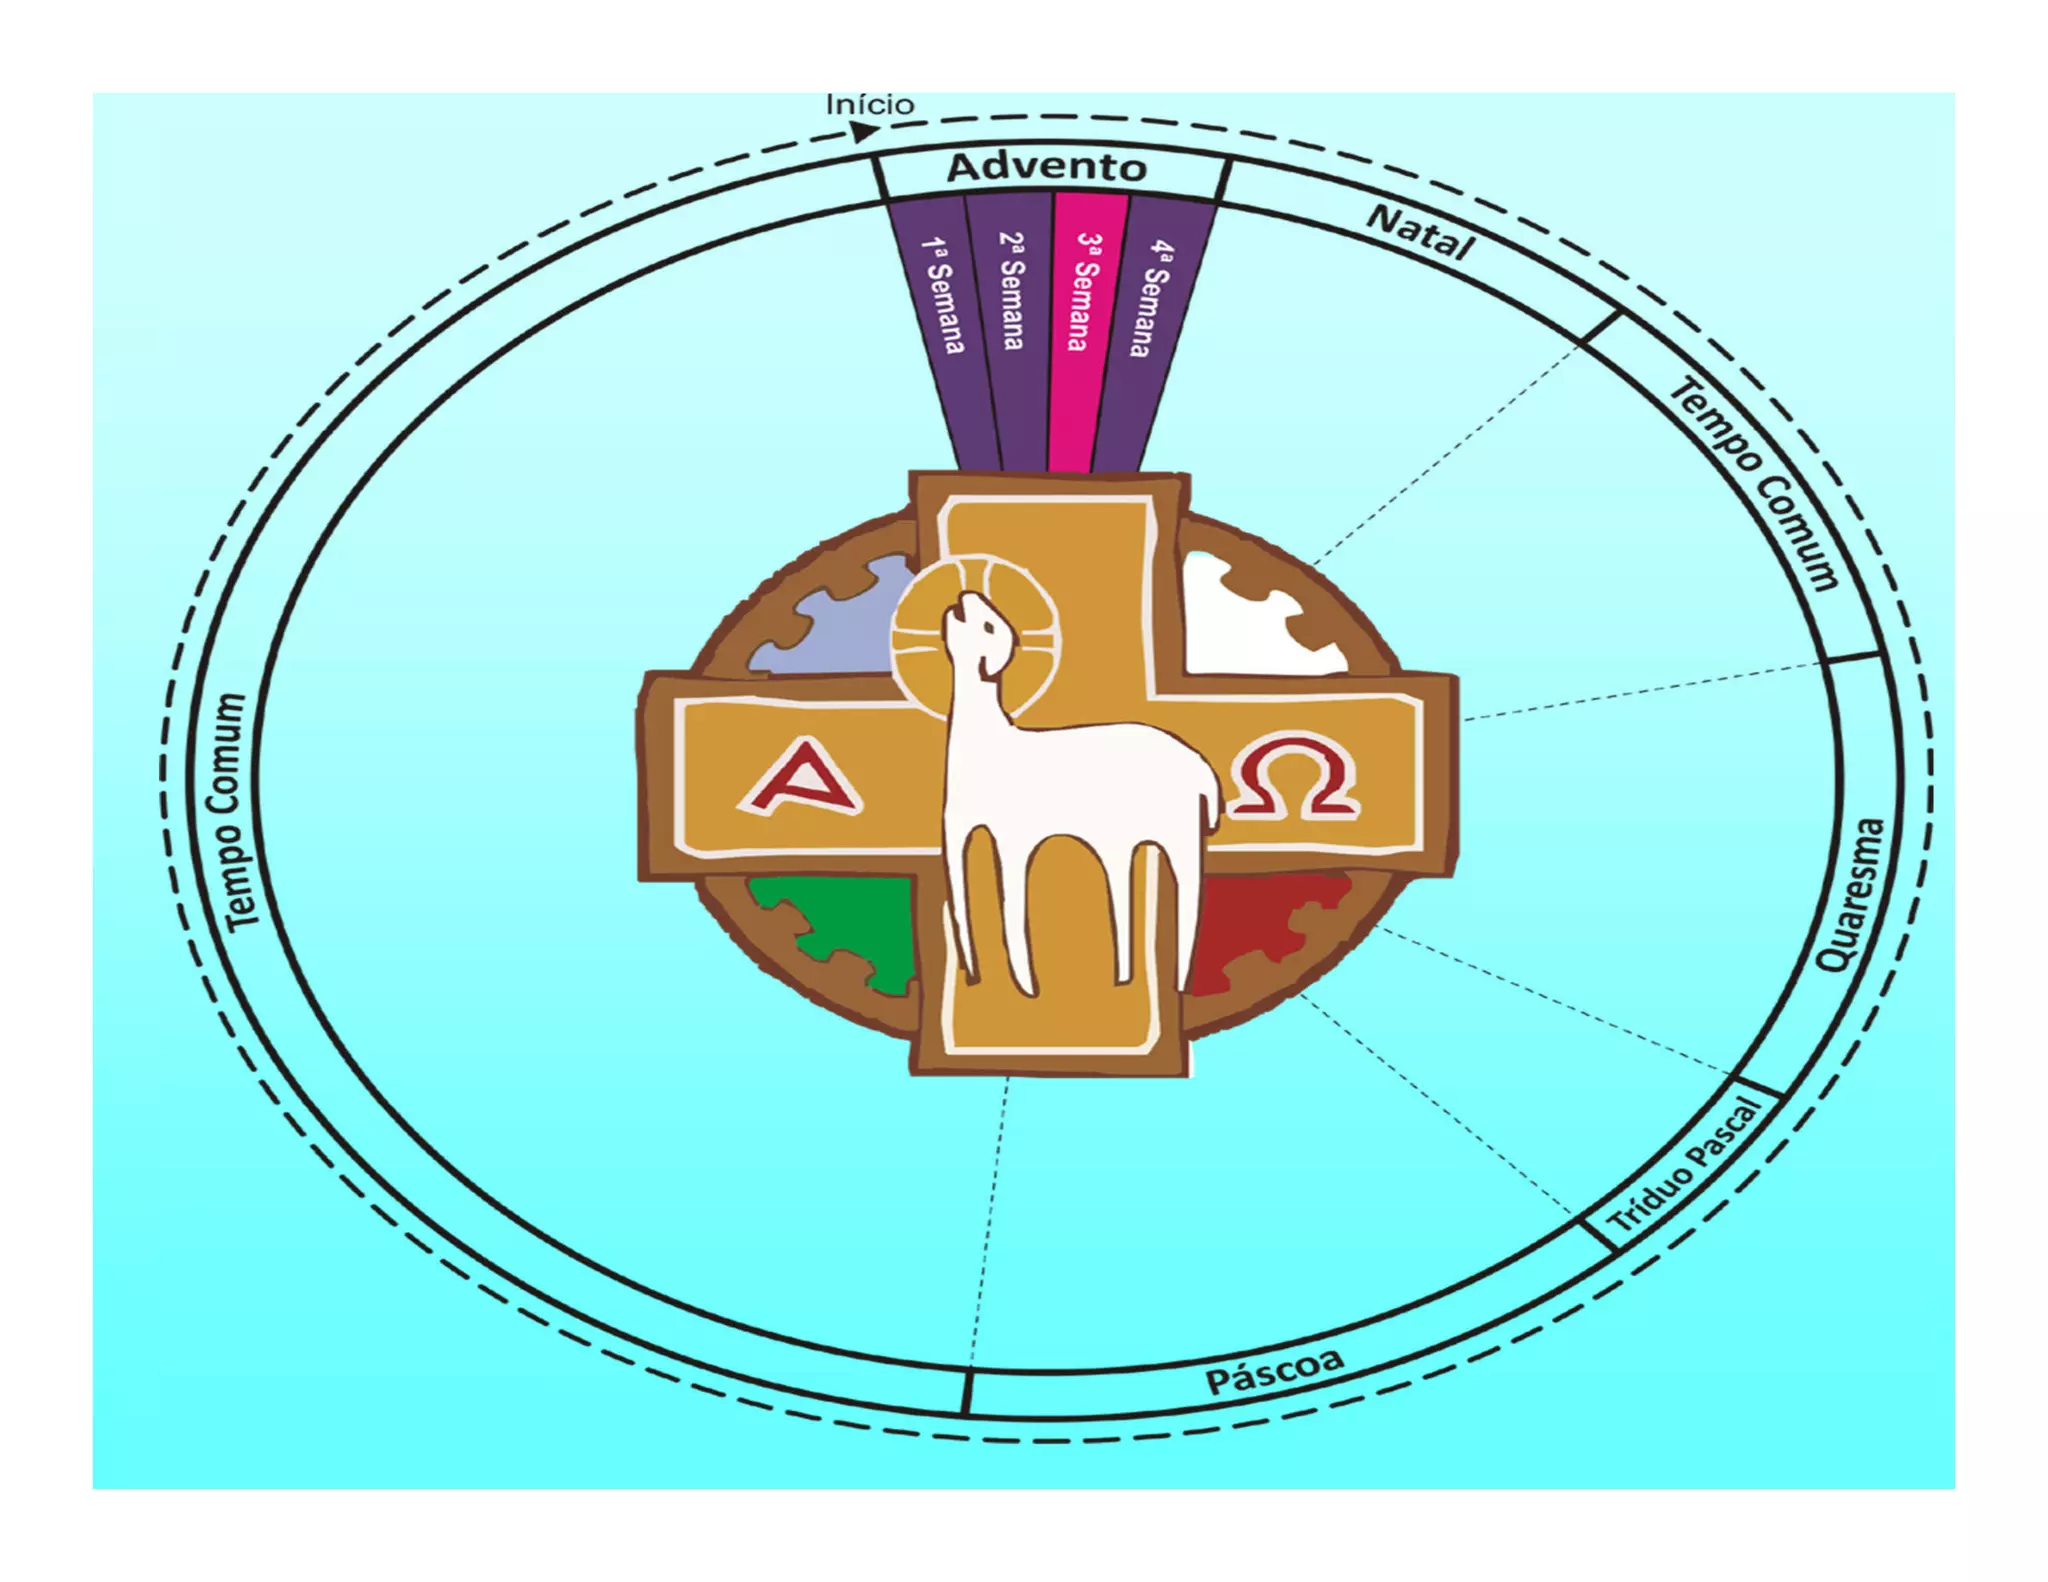 Início
Advento
1ª Semana
2ª Semana
3ª Semana
4ª Semana
Natal
Tempo Comum
Quaresma
Tríduo Pascal
Páscoa
Tempo Comum
Α
Ω